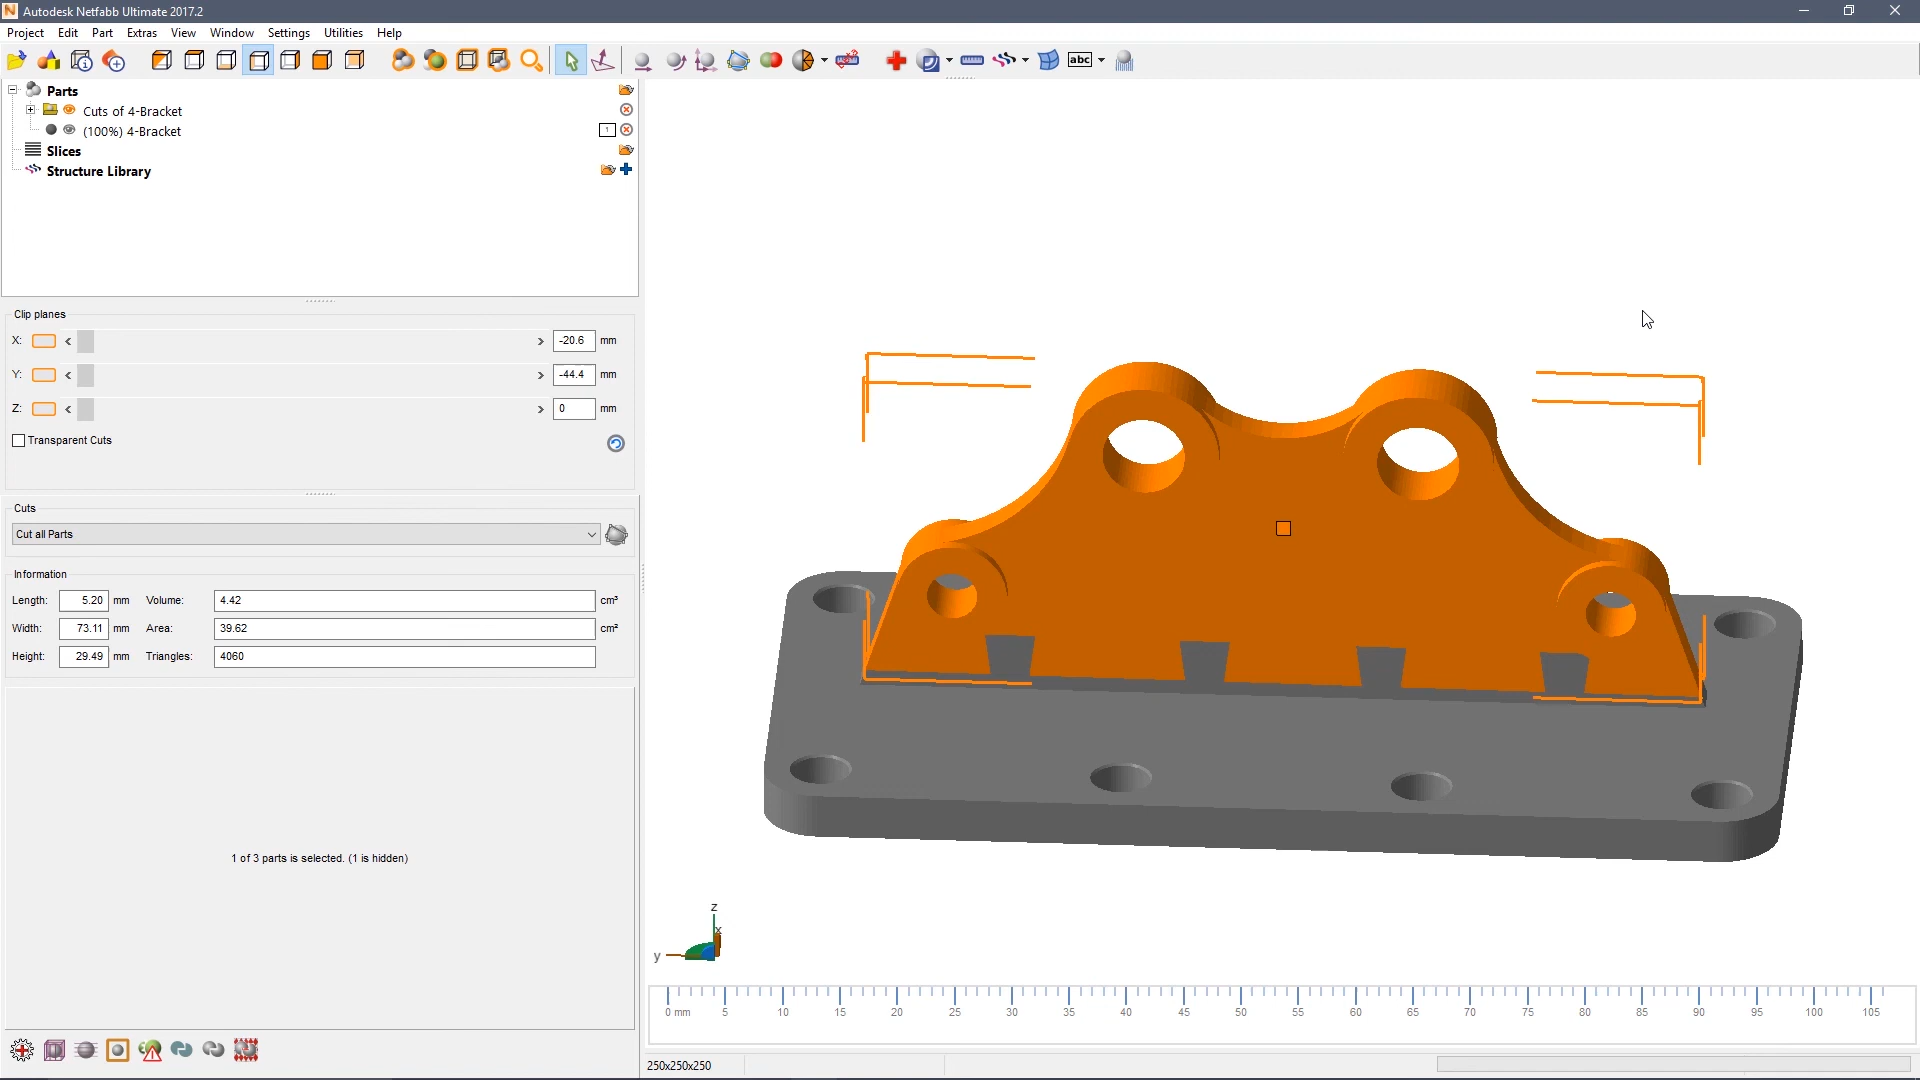 Autodesk Netfabb Ultimate 2017.2
Project Edit Part Extras View Window Settings Utilities Help
abc
Parts
Cuts of 4-Bracket
(100%) 4-Bracket
1
Slices
Structure Library
Clip planes
X: < > -20.6 mm
Y: < > -44.4 mm
Z: < > 0 mm
Transparent Cuts
Cuts
Cut all Parts
Information
Length: 5.20 mm Volume: 4.42 cm³
Width: 73.11 mm Area: 39.62 cm²
Height: 29.49 mm Triangles: 4060
1 of 3 parts is selected. (1 is hidden)
z
x
y
0 mm 5 10 15 20 25 30 35 40 45 50 55 60 65 70 75 80 85 90 95 100 105
250x250x250